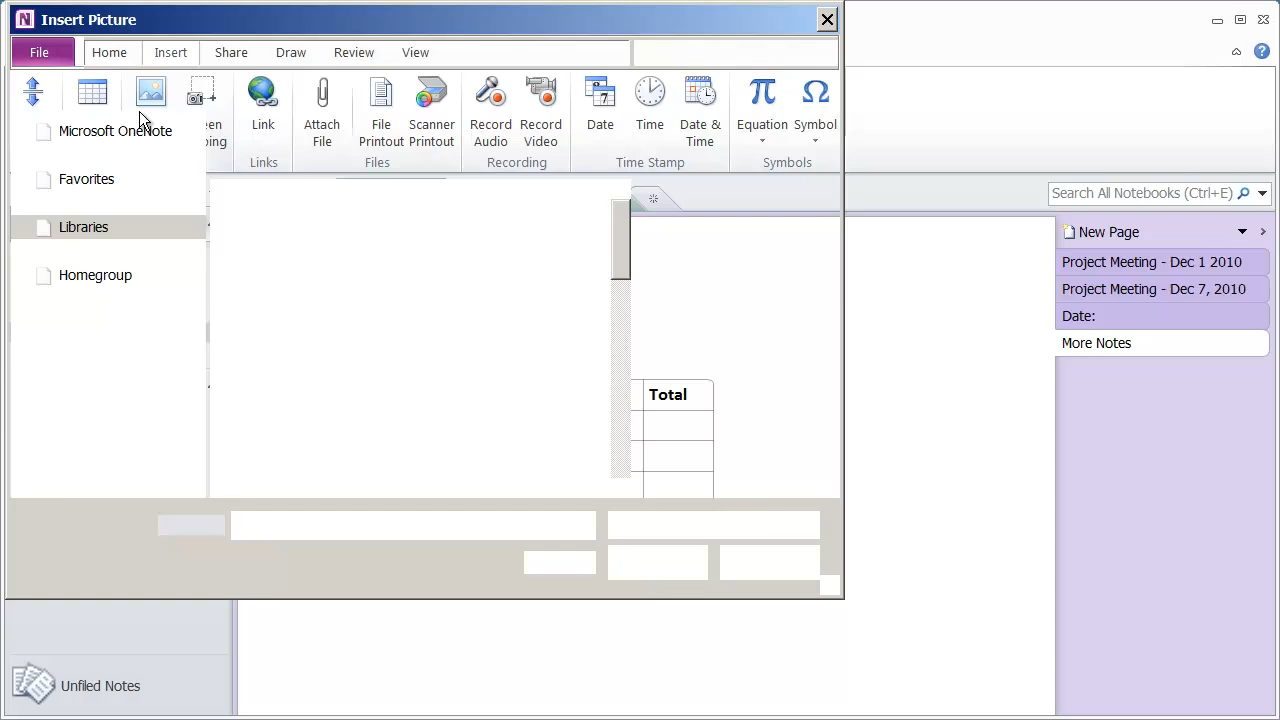 Insert Picture
File
Home
Insert
Share
Draw
Review
View
Link
Attach
File
File
Printout
Scanner
Printout
Record
Audio
Record
Video
Date
Time
Date &
Time
Equation
Symbol
Links
Files
Recording
Time Stamp
Symbols
Microsoft OneNote
Favorites
Libraries
Homegroup
Search All Notebooks (Ctrl+E)
New Page
Project Meeting - Dec 1 2010
Project Meeting - Dec 7, 2010
Date:
More Notes
Total
Unfiled Notes